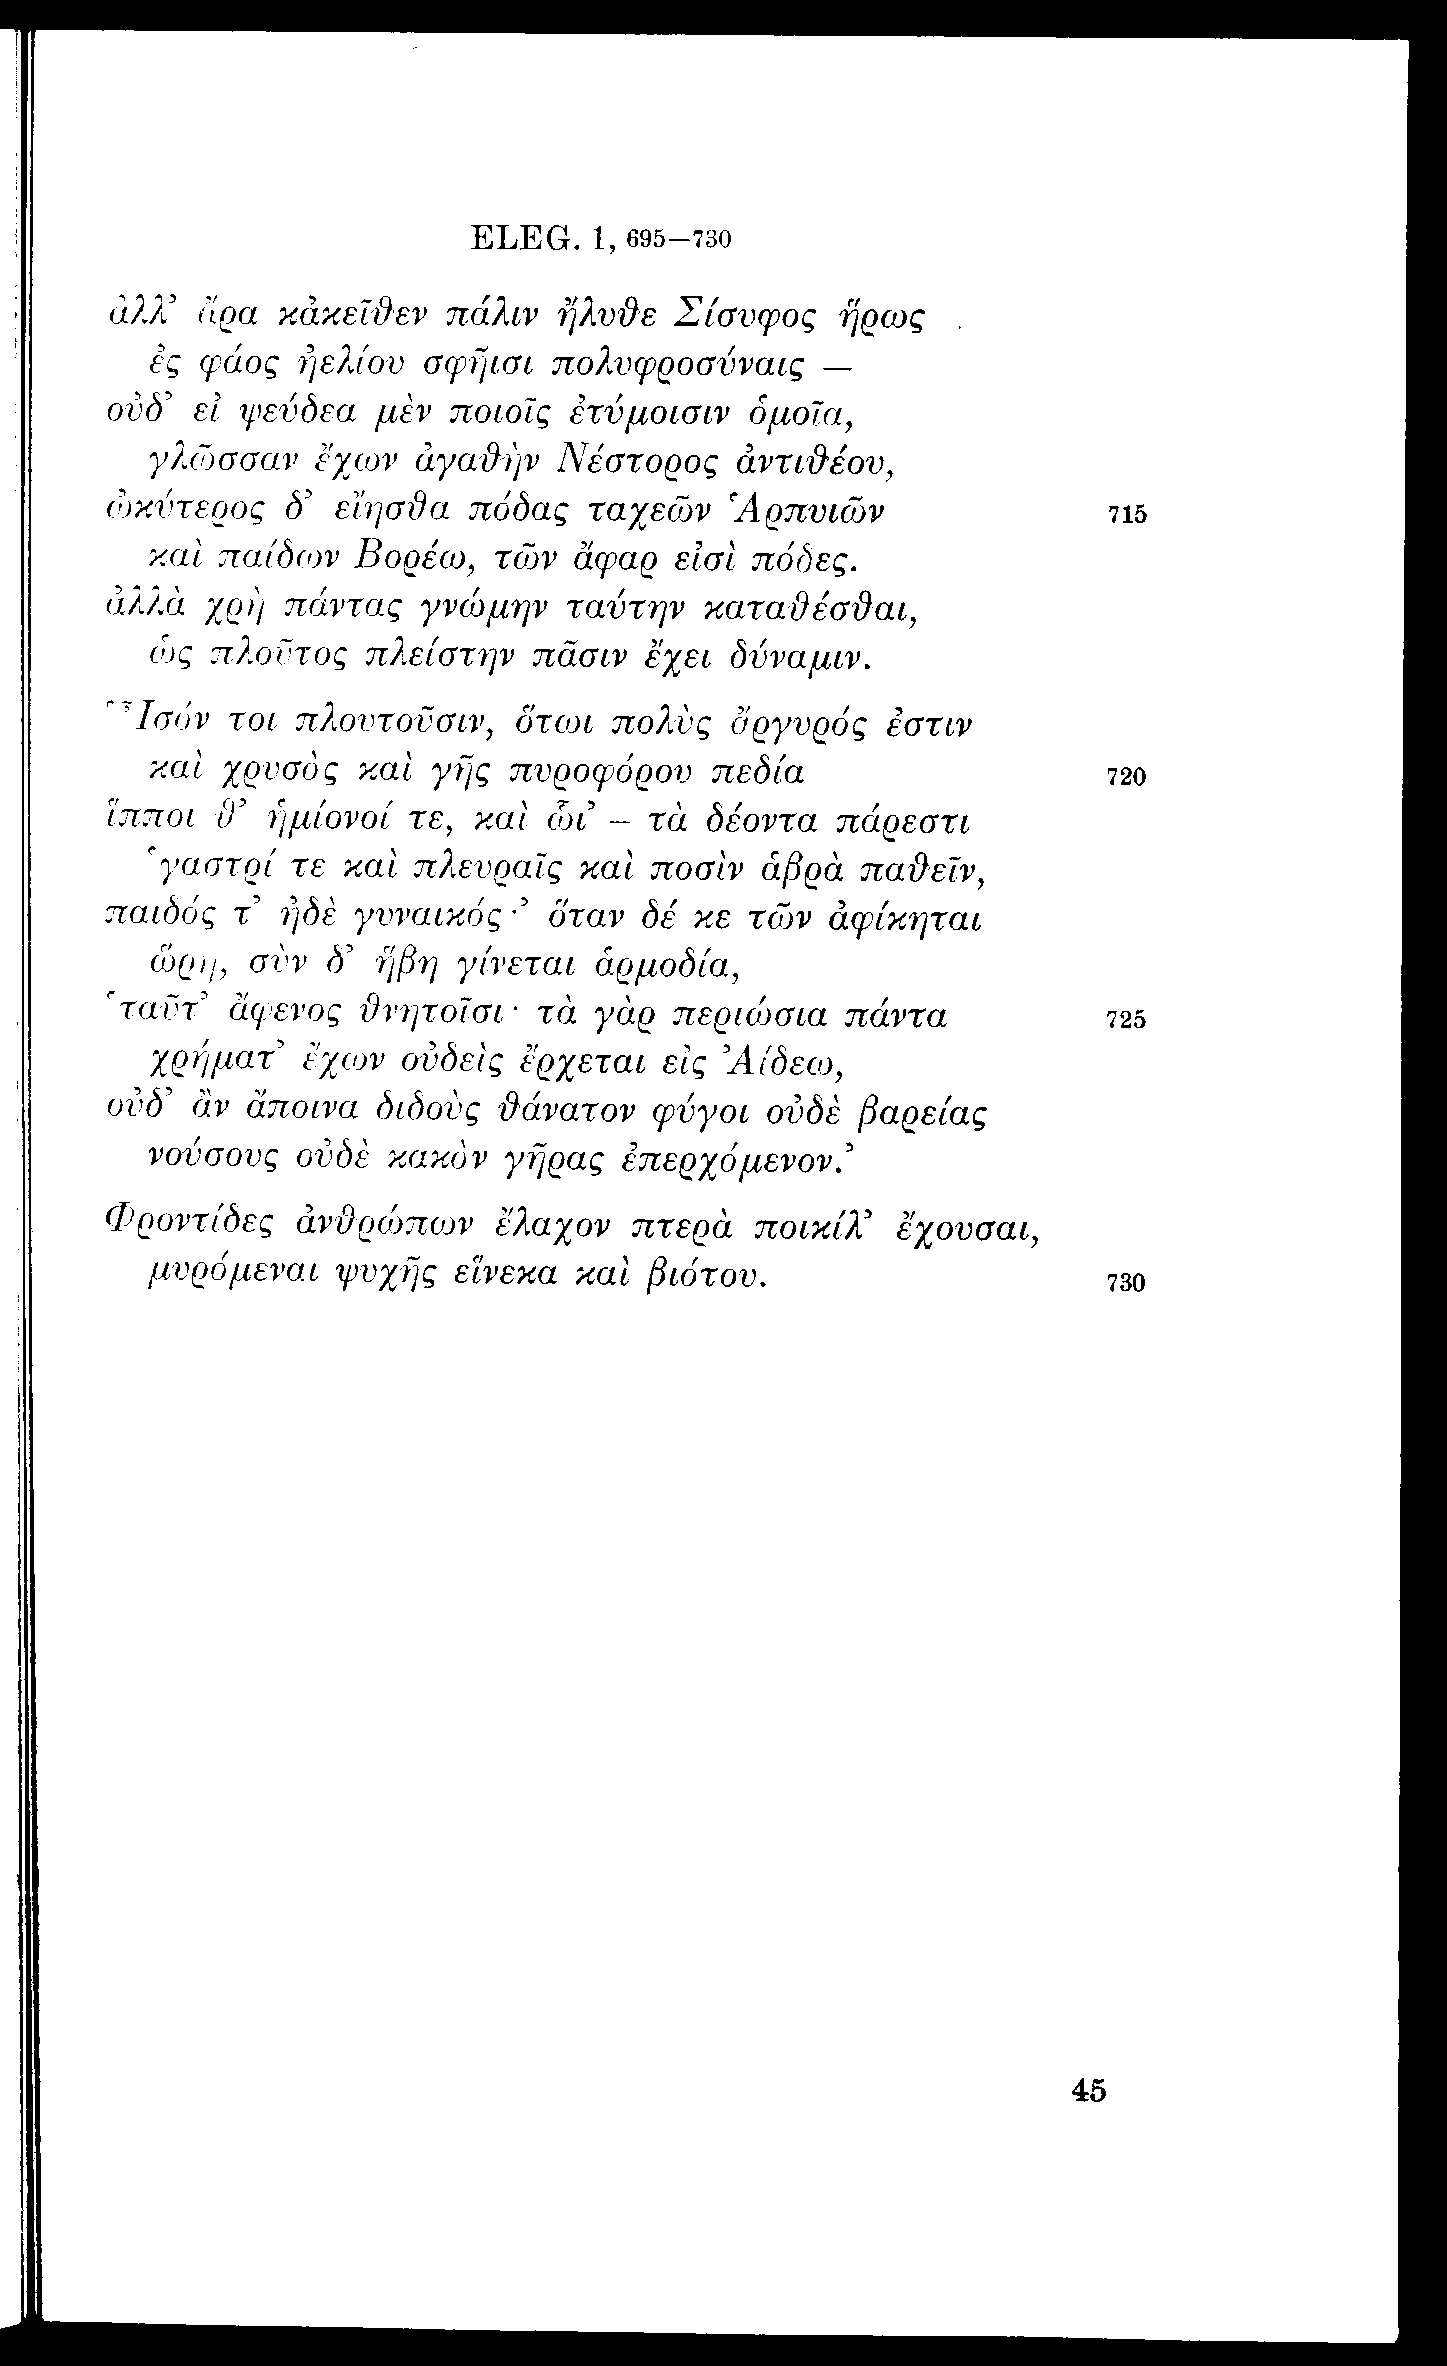 ELEG. 1, 695—730
ἀλλ’ ἄρα κἀκεῖθεν πάλιν ἤλυθε Σίσυφος ἥρως
ἐς φάος ἠελίου σφῆισι πολυφροσύναις —
οὐδ’ εἰ ψεύδεα μὲν ποιοῖς ἐτύμοισιν ὁμοῖα,
γλῶσσαν ἔχων ἀγαθὴν Νέστορος ἀντιθέου,
ὠκύτερος δ’ εἴησθα πόδας ταχεῶν Ἁρπυιῶν 715
καὶ παίδων Βορέω, τῶν ἄφαρ εἰσὶ πόδες.
ἀλλὰ χρὴ πάντας γνώμην ταύτην καταθέσθαι,
ὡς πλοῦτος πλείστην πᾶσιν ἔχει δύναμιν.
‘Ἶσόν τοι πλουτοῦσιν, ὅτωι πολὺς ἄργυρός ἐστιν
καὶ χρυσὸς καὶ γῆς πυροφόρου πεδία 720
ἵπποι θ’ ἡμίονοί τε, καὶ ὧι’ – τὰ δέοντα πάρεστι
‘γαστρί τε καὶ πλευραῖς καὶ ποσὶν ἁβρὰ παθεῖν,
παιδός τ’ ἠδὲ γυναικός·’ ὅταν δέ κε τῶν ἀφίκηται
ὥρη, σὺν δ’ ἥβη γίνεται ἁρμοδία,
‘ταῦτ’ ἄφενος θνητοῖσι· τὰ γὰρ περιώσια πάντα 725
χρήματ’ ἔχων οὐδεὶς ἔρχεται εἰς Ἀίδεω,
οὐδ’ ἂν ἄποινα διδοὺς θάνατον φύγοι οὐδὲ βαρείας
νούσους οὐδὲ κακὸν γῆρας ἐπερχόμενον.’
Φροντίδες ἀνθρώπων ἔλαχον πτερὰ ποικίλ’ ἔχουσαι,
μυρόμεναι ψυχῆς εἵνεκα καὶ βιότου. 730
45